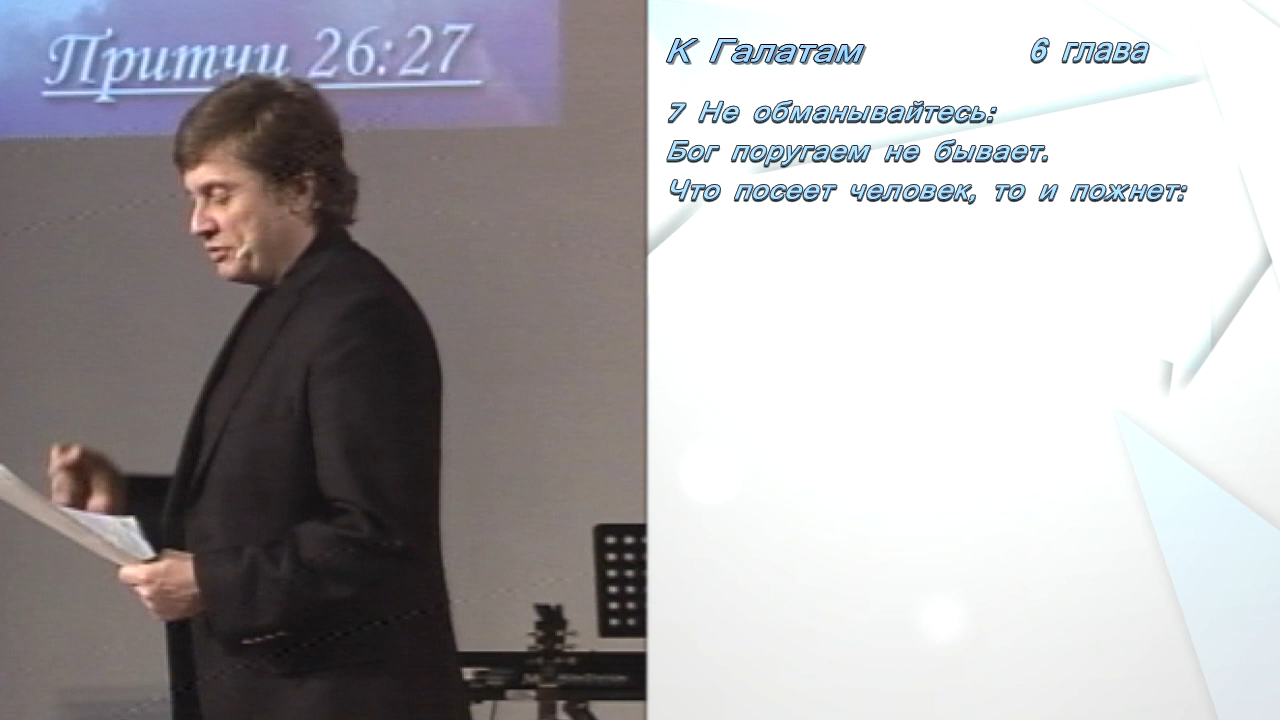 Притчи 26:27
К Галатам 6 глава
7 Не обманывайтесь:
Бог поругаем не бывает.
Что посеет человек, то и пожнет: